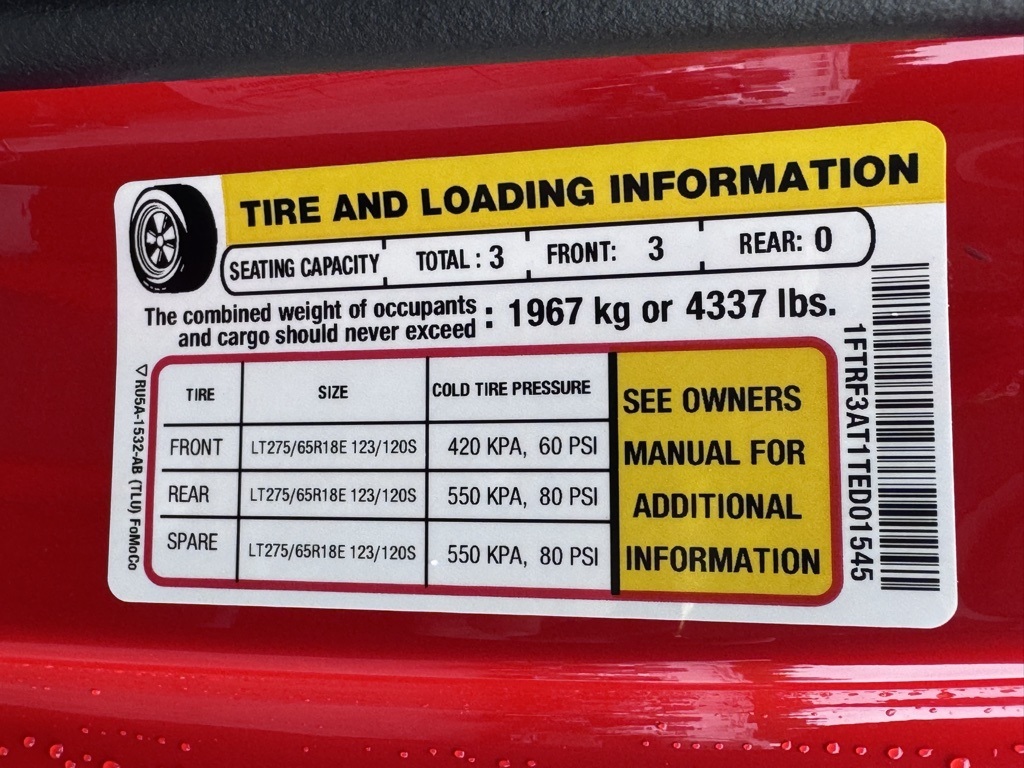 TIRE AND LOADING INFORMATION
SEATING CAPACITY TOTAL : 3 FRONT: 3 REAR: 0
The combined weight of occupants
and cargo should never exceed : 1967 kg or 4337 lbs.
TIRE SIZE COLD TIRE PRESSURE
FRONT LT275/65R18E 123/120S 420 KPA, 60 PSI
REAR LT275/65R18E 123/120S 550 KPA, 80 PSI
SPARE LT275/65R18E 123/120S 550 KPA, 80 PSI
SEE OWNERS
MANUAL FOR
ADDITIONAL
INFORMATION
▽RU5A-1532-AB (TLU) FoMoCo
1FTRF3AT1TED01545